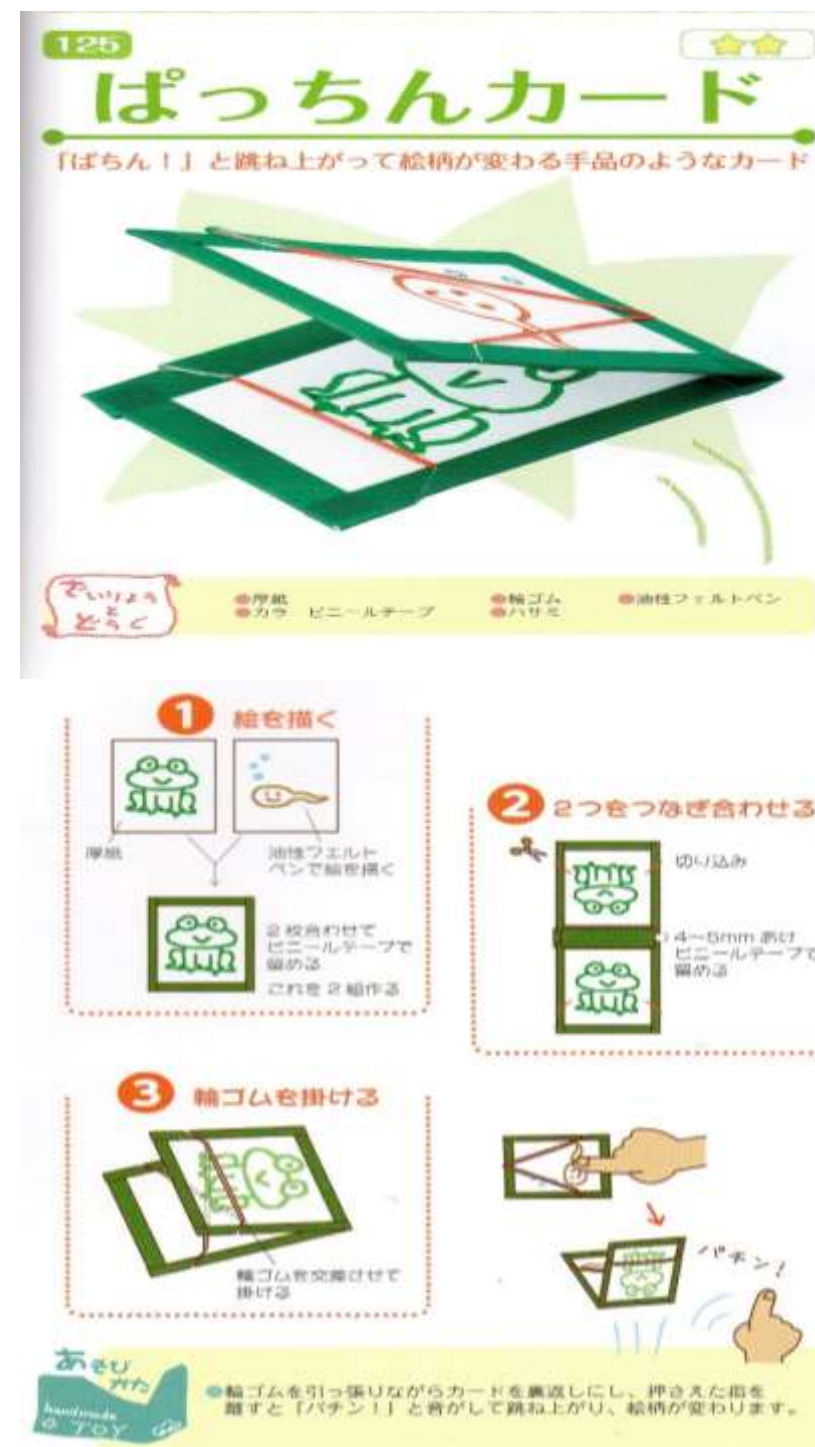 125
ぱっちんカード
「ぱちん！」と跳ね上がって絵柄が変わる手品のようなカード
ざいりょう
と
どうぐ
●厚紙
●輪ゴム
●油性フェルトペン
●カラ　ビニールテープ
●ハサミ
1 絵を描く
厚紙
油性フエルト
ペンで絵を描く
2枚合わせて
ビニールテープで
留める
これを2組作る
2 2つをつなぎ合わせる
切り込み
4〜5mmあけ
ビニールテープで
留める
3 輪ゴムを掛ける
輪ゴムを交差させて
掛ける
パチン！
あそび
かた
handmade
TOY
●輪ゴムを引っ張りながらカードを裏返しにし、押さえた指を
離すと「パチン！」と音がして跳ね上がり、絵柄が変わります。